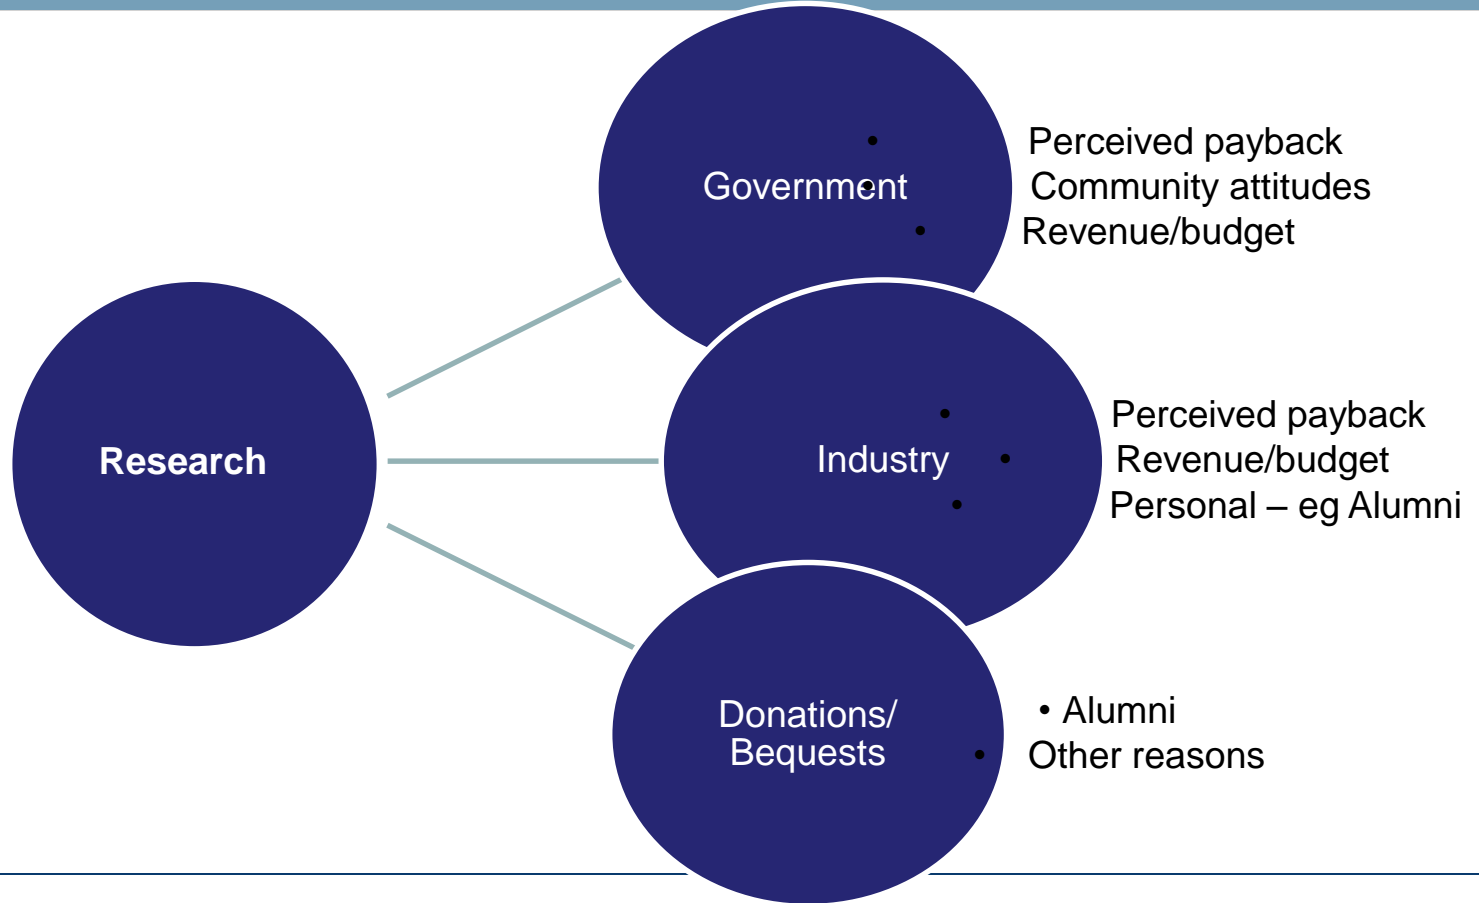 Research
Government
• Perceived payback
• Community attitudes
• Revenue/budget
Industry
• Perceived payback
• Revenue/budget
• Personal – eg Alumni
Donations/
Bequests
• Alumni
• Other reasons